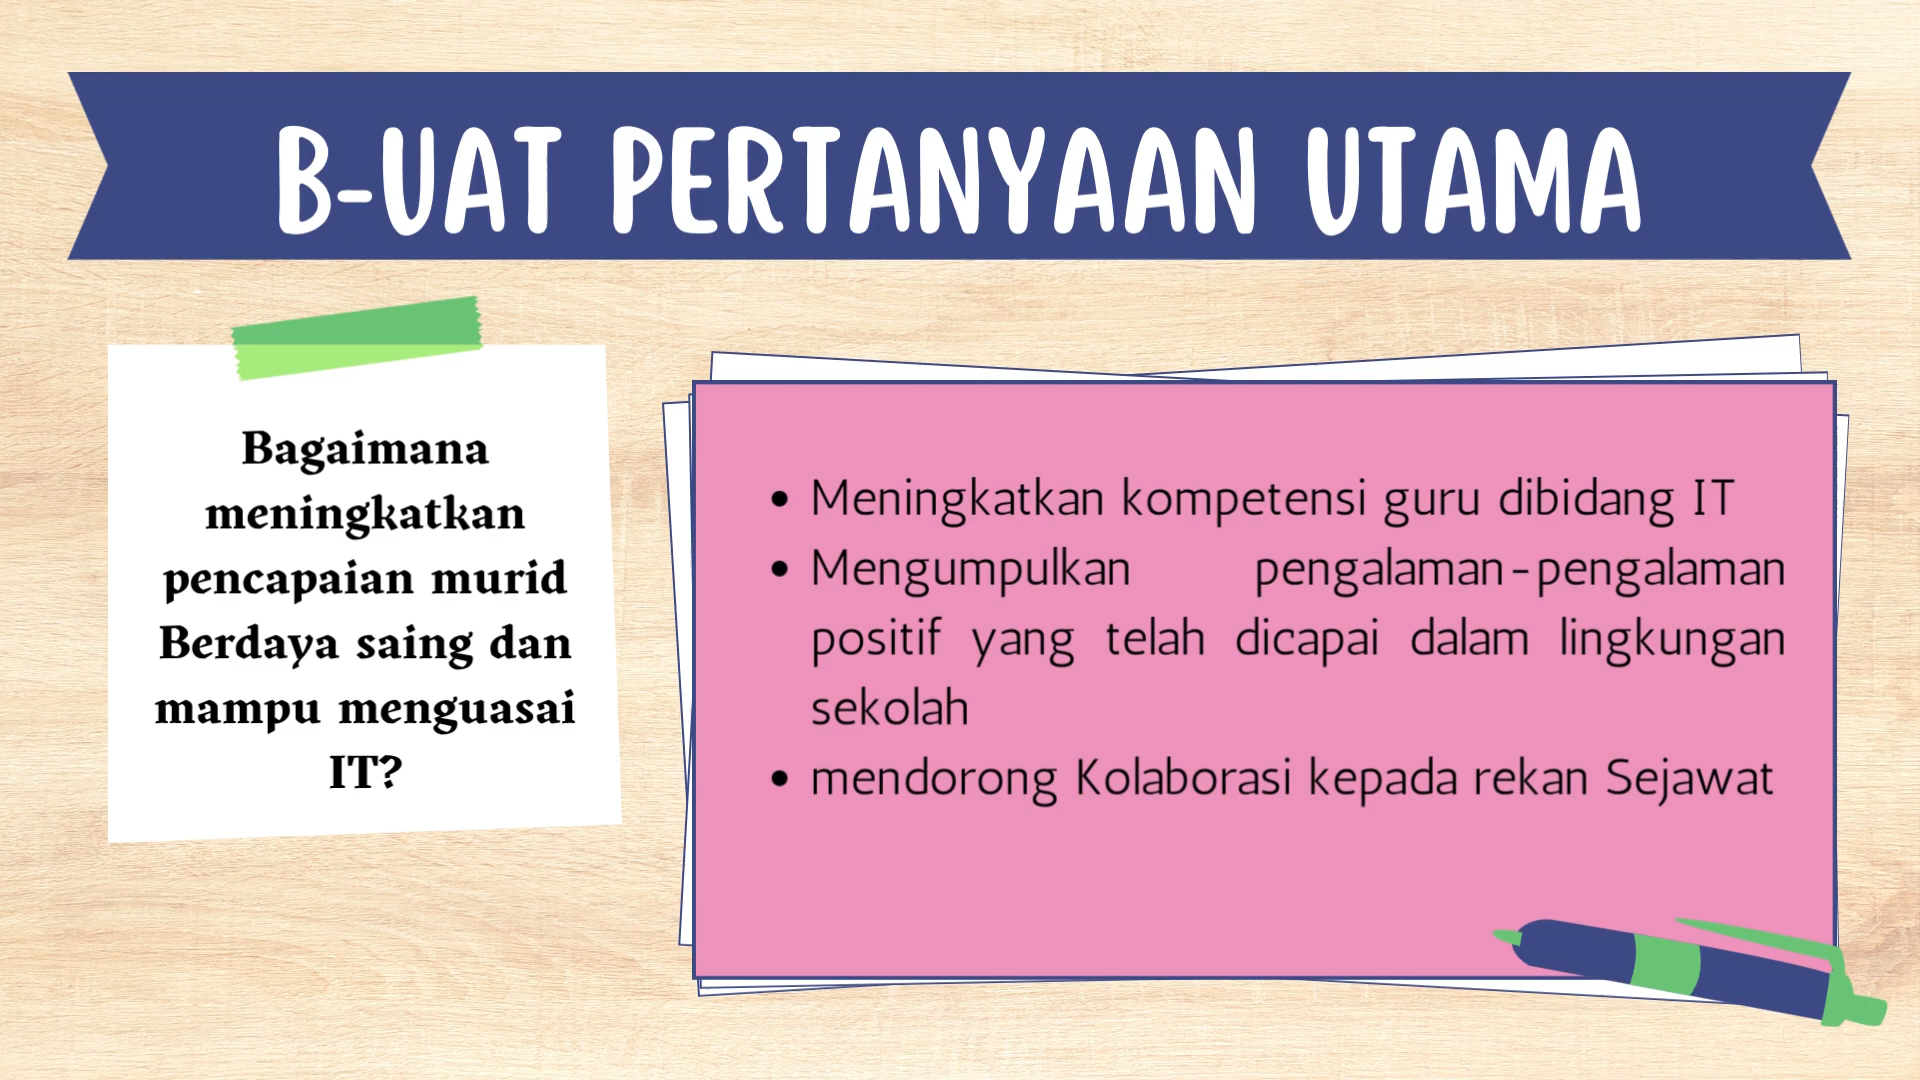 B-UAT PERTANYAAN UTAMA
Bagaimana
meningkatkan
pencapaian murid
Berdaya saing dan
mampu menguasai
IT?
• Meningkatkan kompetensi guru dibidang IT
• Mengumpulkan pengalaman-pengalaman
positif yang telah dicapai dalam lingkungan
sekolah
• mendorong Kolaborasi kepada rekan Sejawat